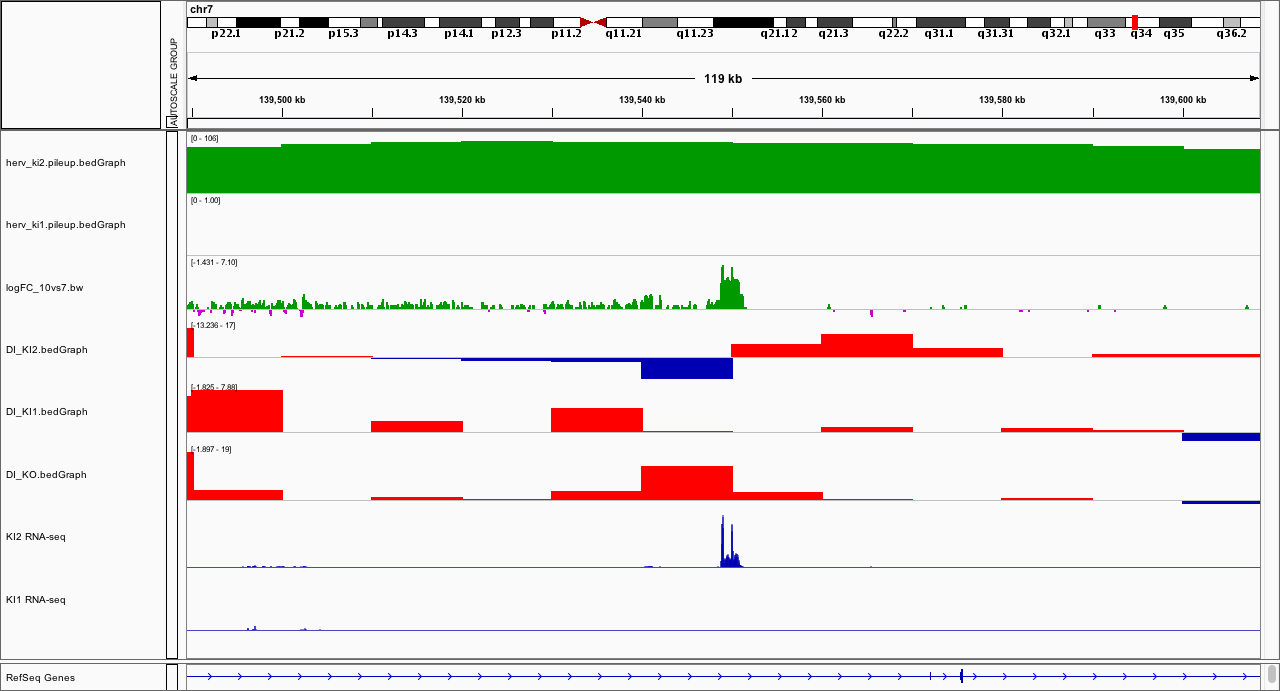 chr7
p22.1 p21.2 p15.3 p14.3 p14.1 p12.3 p11.2 q11.21 q11.23 q21.12 q21.3 q22.2 q31.1 q31.31 q32.1 q33 q34 q35 q36.2
AUTOSCALE GROUP
119 kb
139,500 kb 139,520 kb 139,540 kb 139,560 kb 139,580 kb 139,600 kb
[0 - 106]
herv_ki2.pileup.bedGraph
[0 - 1.00]
herv_ki1.pileup.bedGraph
[-1.431 - 7.10]
logFC_10vs7.bw
[-13.236 - 17]
DI_KI2.bedGraph
[-1.825 - 7.88]
DI_KI1.bedGraph
[-1.897 - 19]
DI_KO.bedGraph
KI2 RNA-seq
KI1 RNA-seq
RefSeq Genes